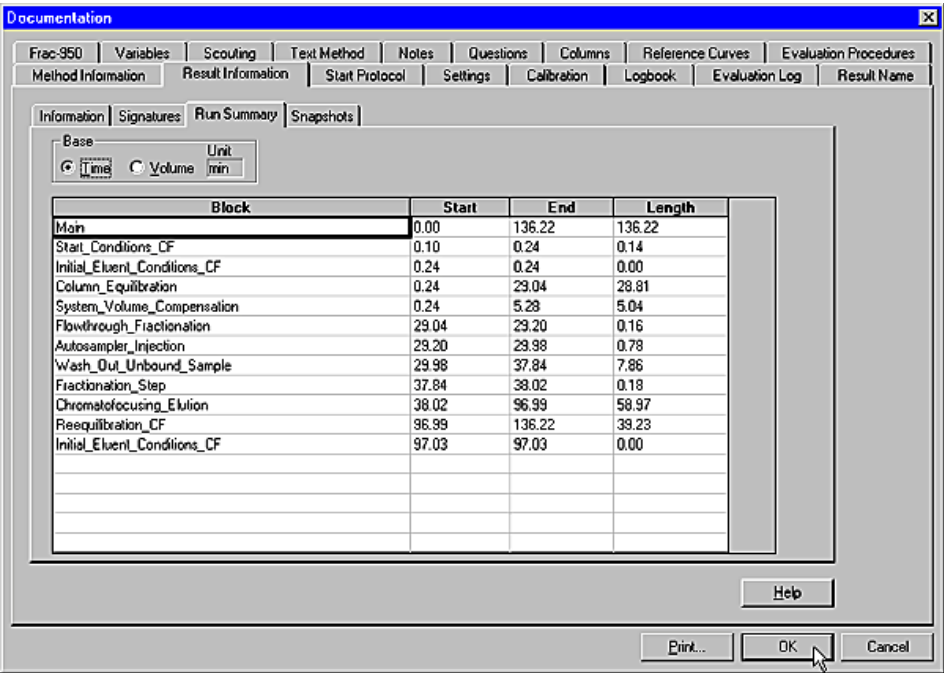 Documentation
Frac-950 Variables Scouting Text Method Notes Questions Columns Reference Curves Evaluation Procedures
Method Information Result Information Start Protocol Settings Calibration Logbook Evaluation Log Result Name
Information Signatures Run Summary Snapshots
Base
Unit
Time Volume min
Block Start End Length
Main 0.00 136.22 136.22
Start_Conditions_CF 0.10 0.24 0.14
Initial_Eluent_Conditions_CF 0.24 0.24 0.00
Column_Equilibration 0.24 29.04 28.81
System_Volume_Compensation 0.24 5.28 5.04
Flowthrough_Fractionation 29.04 29.20 0.16
Autosampler_Injection 29.20 29.98 0.78
Wash_Out_Unbound_Sample 29.98 37.84 7.86
Fractionation_Step 37.84 38.02 0.18
Chromatofocusing_Elution 38.02 96.99 58.97
Reequilibration_CF 96.99 136.22 39.23
Initial_Eluent_Conditions_CF 97.03 97.03 0.00
Help
Print... OK Cancel